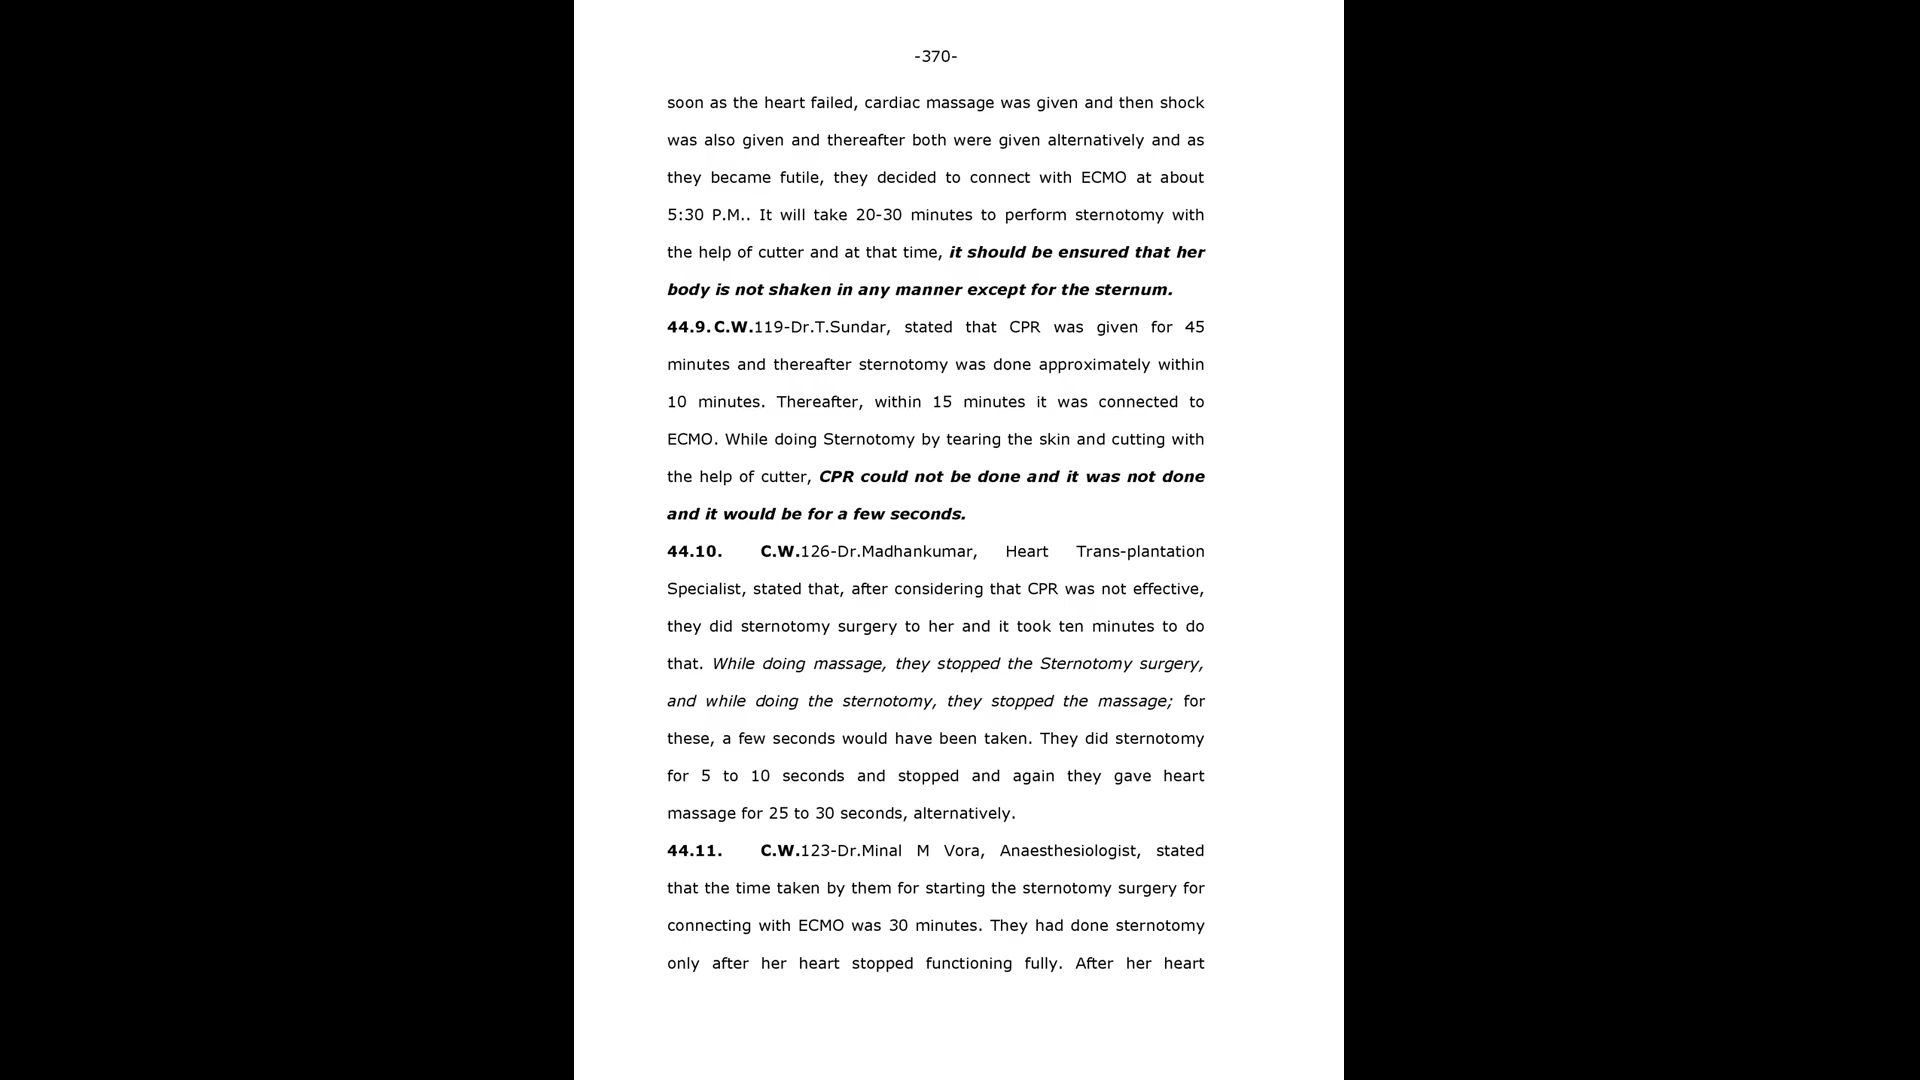 -370-
soon as the heart failed, cardiac massage was given and then shock
was also given and thereafter both were given alternatively and as
they became futile, they decided to connect with ECMO at about
5:30 P.M.. It will take 20-30 minutes to perform sternotomy with
the help of cutter and at that time, it should be ensured that her
body is not shaken in any manner except for the sternum.
44.9. C.W.119-Dr.T.Sundar, stated that CPR was given for 45
minutes and thereafter sternotomy was done approximately within
10 minutes. Thereafter, within 15 minutes it was connected to
ECMO. While doing Sternotomy by tearing the skin and cutting with
the help of cutter, CPR could not be done and it was not done
and it would be for a few seconds.
44.10. C.W.126-Dr.Madhankumar, Heart Trans-plantation
Specialist, stated that, after considering that CPR was not effective,
they did sternotomy surgery to her and it took ten minutes to do
that. While doing massage, they stopped the Sternotomy surgery,
and while doing the sternotomy, they stopped the massage; for
these, a few seconds would have been taken. They did sternotomy
for 5 to 10 seconds and stopped and again they gave heart
massage for 25 to 30 seconds, alternatively.
44.11. C.W.123-Dr.Minal M Vora, Anaesthesiologist, stated
that the time taken by them for starting the sternotomy surgery for
connecting with ECMO was 30 minutes. They had done sternotomy
only after her heart stopped functioning fully. After her heart